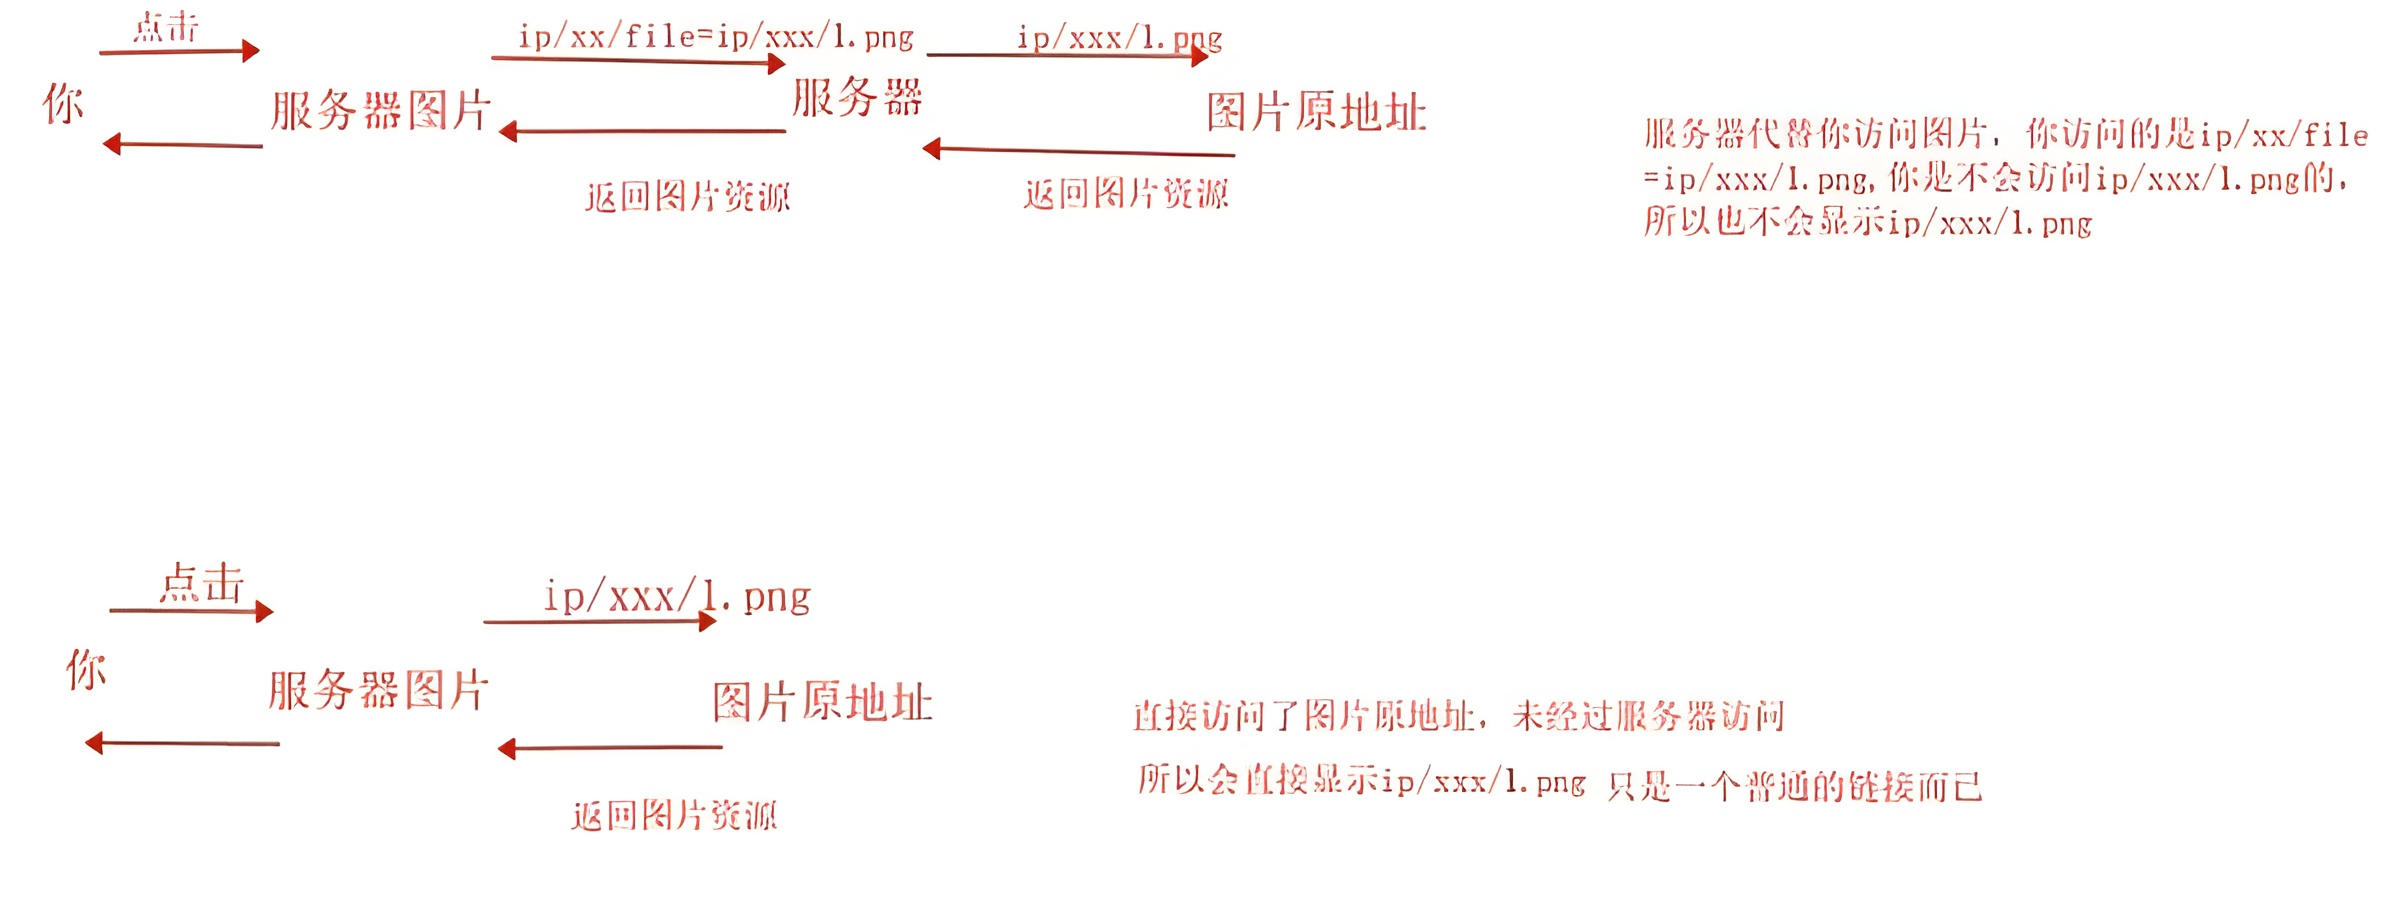 点击
ip/xx/file=ip/xxx/1.png
ip/xxx/1.png
你
服务器图片
服务器
图片原地址
返回图片资源
返回图片资源
服务器代替你访问图片，你访问的是ip/xx/file
=ip/xxx/1.png,你是不会访问ip/xxx/1.png的，
所以也不会显示ip/xxx/1.png
点击
ip/xxx/1.png
你
服务器图片
图片原地址
返回图片资源
直接访问了图片原地址，未经过服务器访问
所以会直接显示ip/xxx/1.png 只是一个普通的链接而已